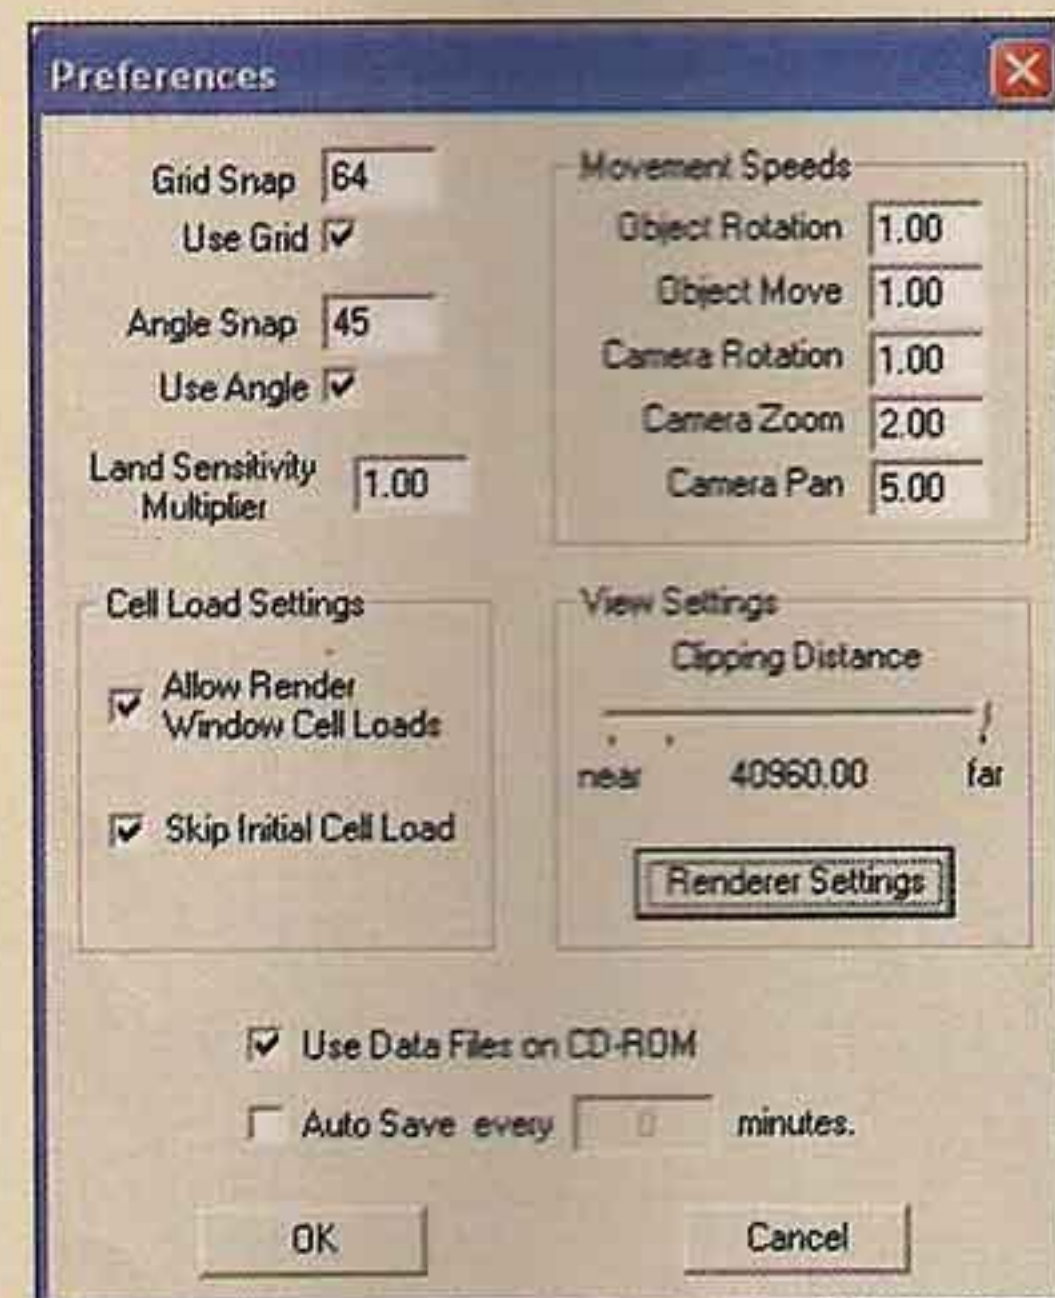 Preferences
Grid Snap 64
Use Grid
Angle Snap 45
Use Angle
Land Sensitivity
Multiplier 1.00
Movement Speeds
Object Rotation 1.00
Object Move 1.00
Camera Rotation 1.00
Camera Zoom 2.00
Camera Pan 5.00
Cell Load Settings
Allow Render
Window Cell Loads
Skip Initial Cell Load
View Settings
Clipping Distance
near 40960.00 far
Renderer Settings
Use Data Files on CD-ROM
Auto Save every 0 minutes.
OK Cancel